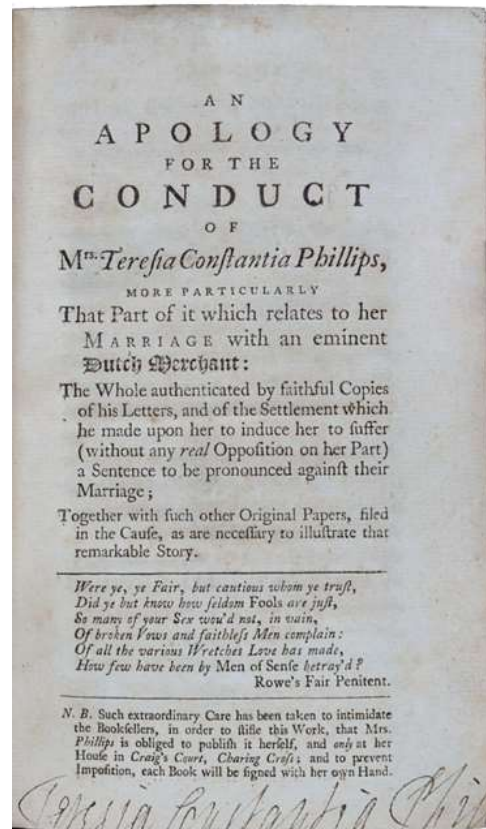 AN
APOLOGY
FOR THE
CONDUCT
OF
Mrs. Tereſia Conſtantia Phillips,
MORE PARTICULARLY
That Part of it which relates to her
MARRIAGE with an eminent
Dutch Merchant:
The Whole authenticated by faithful Copies
of his Letters, and of the Settlement which
he made upon her to induce her to ſuffer
(without any real Oppoſition on her Part)
a Sentence to be pronounced againſt their
Marriage;
Together with ſuch other Original Papers, filed
in the Cauſe, as are neceſſary to illuſtrate that
remarkable Story.
Were ye, ye Fair, but cautious whom ye truſt,
Did ye but know how ſeldom Fools are juſt,
So many of your Sex wou'd not, in vain,
Of broken Vows and faithleſs Men complain:
Of all the various Wretches Love has made,
How few have been by Men of Senſe betray'd?
Rowe's Fair Penitent.
N. B. Such extraordinary Care has been taken to intimidate
the Bookſellers, in order to ſtifle this Work, that Mrs.
Phillips is obliged to publiſh it herſelf, and only at her
Houſe in Craig's Court, Charing Croſs; and to prevent
Impoſition, each Book will be ſigned with her own Hand.
Teresia Constantia Phi